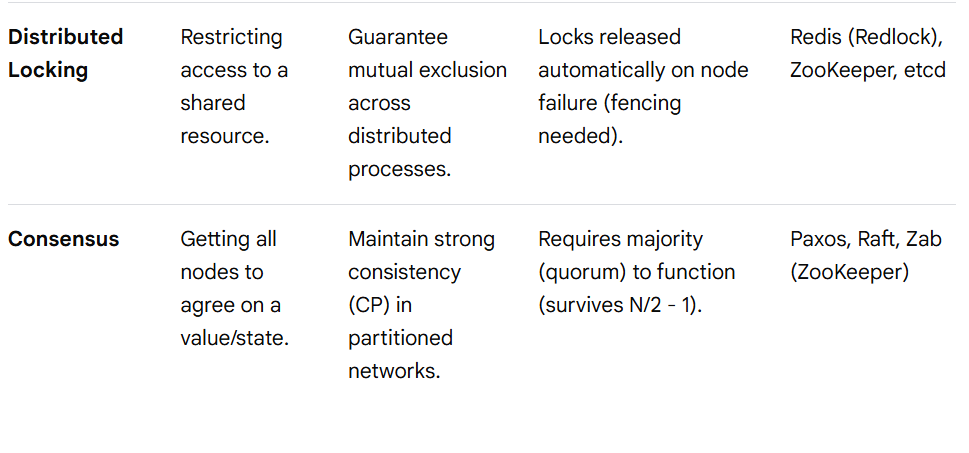 Distributed Locking
Restricting access to a shared resource.
Guarantee mutual exclusion across distributed processes.
Locks released automatically on node failure (fencing needed).
Redis (Redlock), ZooKeeper, etcd
Consensus
Getting all nodes to agree on a value/state.
Maintain strong consistency (CP) in partitioned networks.
Requires majority (quorum) to function (survives N/2 - 1).
Paxos, Raft, Zab (ZooKeeper)